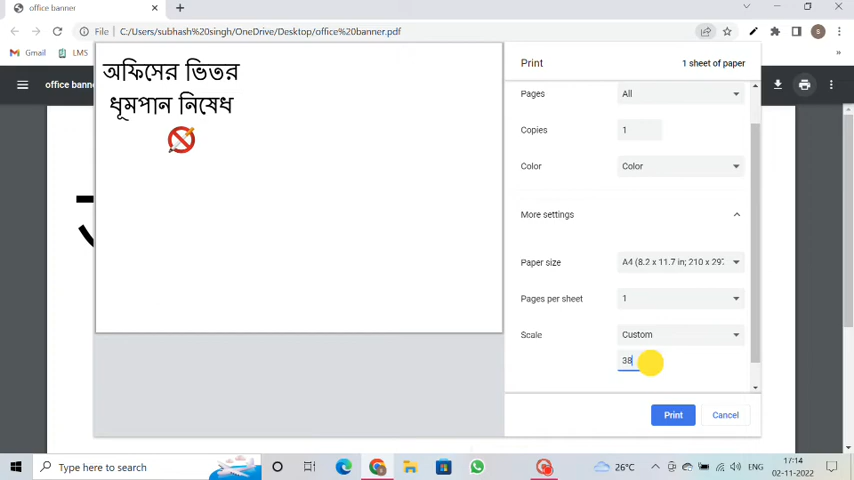 office banner
File
C:/Users/subhash%20singh/OneDrive/Desktop/office%20banner.pdf
S
Gmail
LMS
office bann
অফিসের ভিতর
ধূমপান নিষেধ
Print
1 sheet of paper
Pages
All
Copies
1
Color
Color
More settings
Paper size
A4 (8.2 x 11.7 in; 210 x 297
Pages per sheet
1
Scale
Custom
38
Print
Cancel
Type here to search
26°C
ENG
17:14
02-11-2022